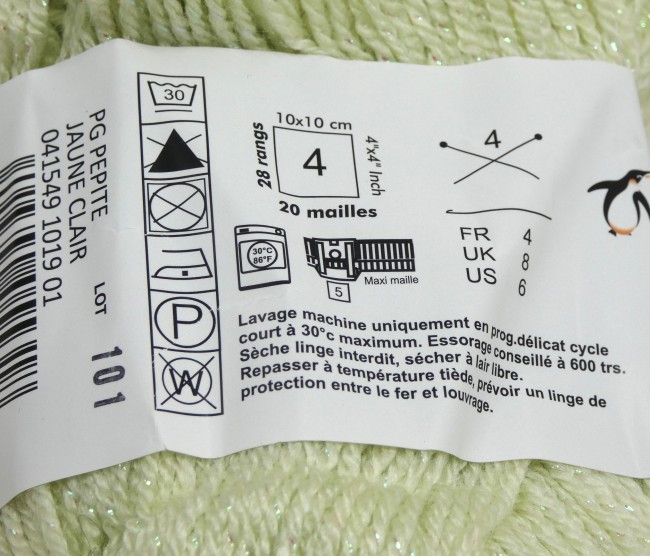 PG PEPITE
JAUNE CLAIR
041549 1019 01
LOT
101
30
P
W
10x10 cm
28 rangs
4
4"x4" Inch
20 mailles
30°C
86°F
5
Maxi maille
4
FR 4
UK 8
US 6
Lavage machine uniquement en prog.délicat cycle
court à 30°c maximum. Essorage conseillé à 600 trs.
Sèche linge interdit, sécher à lair libre.
Repasser à température tiède, prévoir un linge de
protection entre le fer et louvrage.